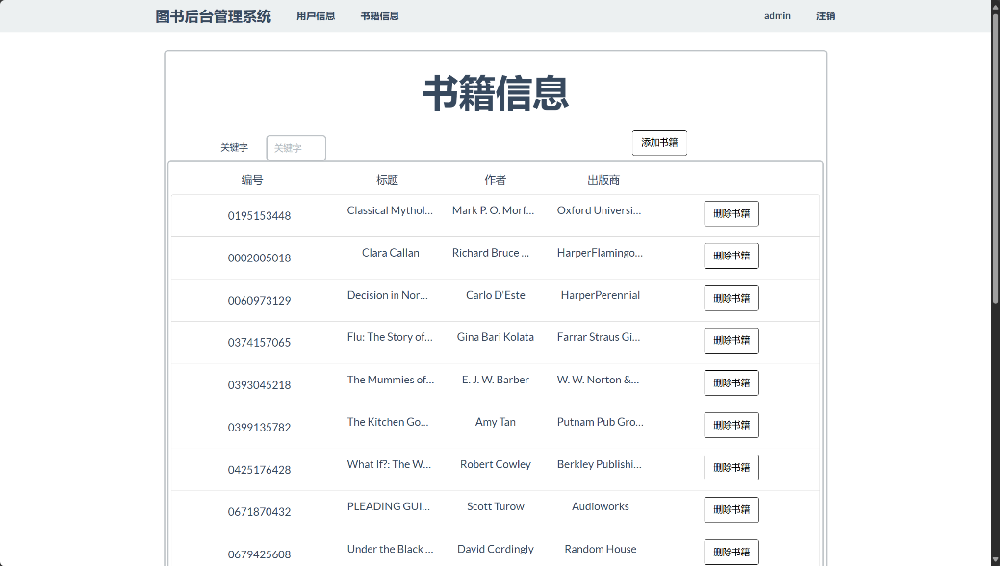 图书后台管理系统 用户信息 书籍信息 admin 注销
书籍信息
关键字 关键字 添加书籍
编号 标题 作者 出版商
0195153448 Classical Mythol... Mark P. O. Morf... Oxford Universi... 删除书籍
0002005018 Clara Callan Richard Bruce ... HarperFlamingo... 删除书籍
0060973129 Decision in Nor... Carlo D'Este HarperPerennial 删除书籍
0374157065 Flu: The Story of... Gina Bari Kolata Farrar Straus Gi... 删除书籍
0393045218 The Mummies of... E. J. W. Barber W. W. Norton &... 删除书籍
0399135782 The Kitchen Go... Amy Tan Putnam Pub Gro... 删除书籍
0425176428 What If?: The W... Robert Cowley Berkley Publishi... 删除书籍
0671870432 PLEADING GUI... Scott Turow Audioworks 删除书籍
0679425608 Under the Black ... David Cordingly Random House 删除书籍